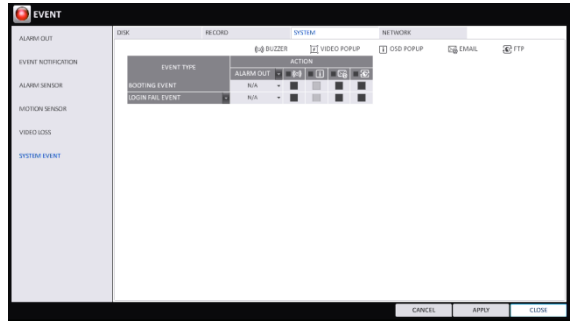 EVENT
ALARM OUT
EVENT NOTIFICATION
ALARM SENSOR
MOTION SENSOR
VIDEO LOSS
SYSTEM EVENT
DISK RECORD SYSTEM NETWORK
BUZZER VIDEO POPUP OSD POPUP EMAIL FTP
EVENT TYPE ACTION
ALARM OUT
BOOTING EVENT N/A
LOGIN FAIL EVENT N/A
CANCEL APPLY CLOSE